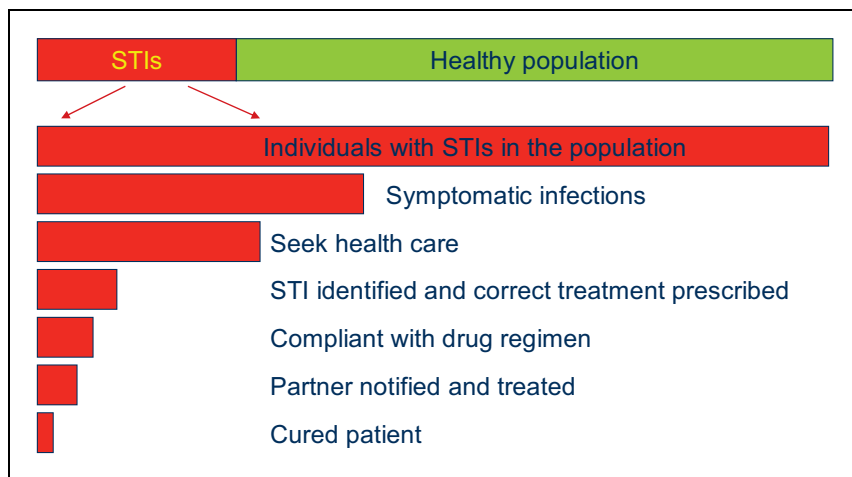 STIs Healthy population
Individuals with STIs in the population
Symptomatic infections
Seek health care
STI identified and correct treatment prescribed
Compliant with drug regimen
Partner notified and treated
Cured patient